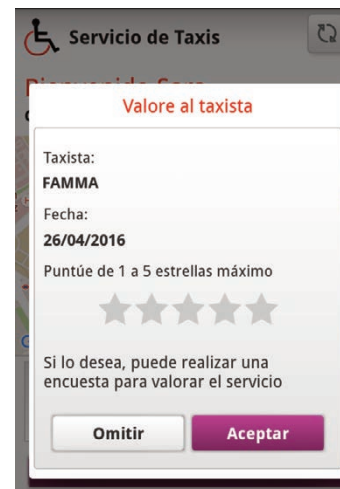 Servicio de Taxis
Valore al taxista
Taxista:
FAMMA
Fecha:
26/04/2016
Puntúe de 1 a 5 estrellas máximo
Si lo desea, puede realizar una
encuesta para valorar el servicio
Omitir
Aceptar